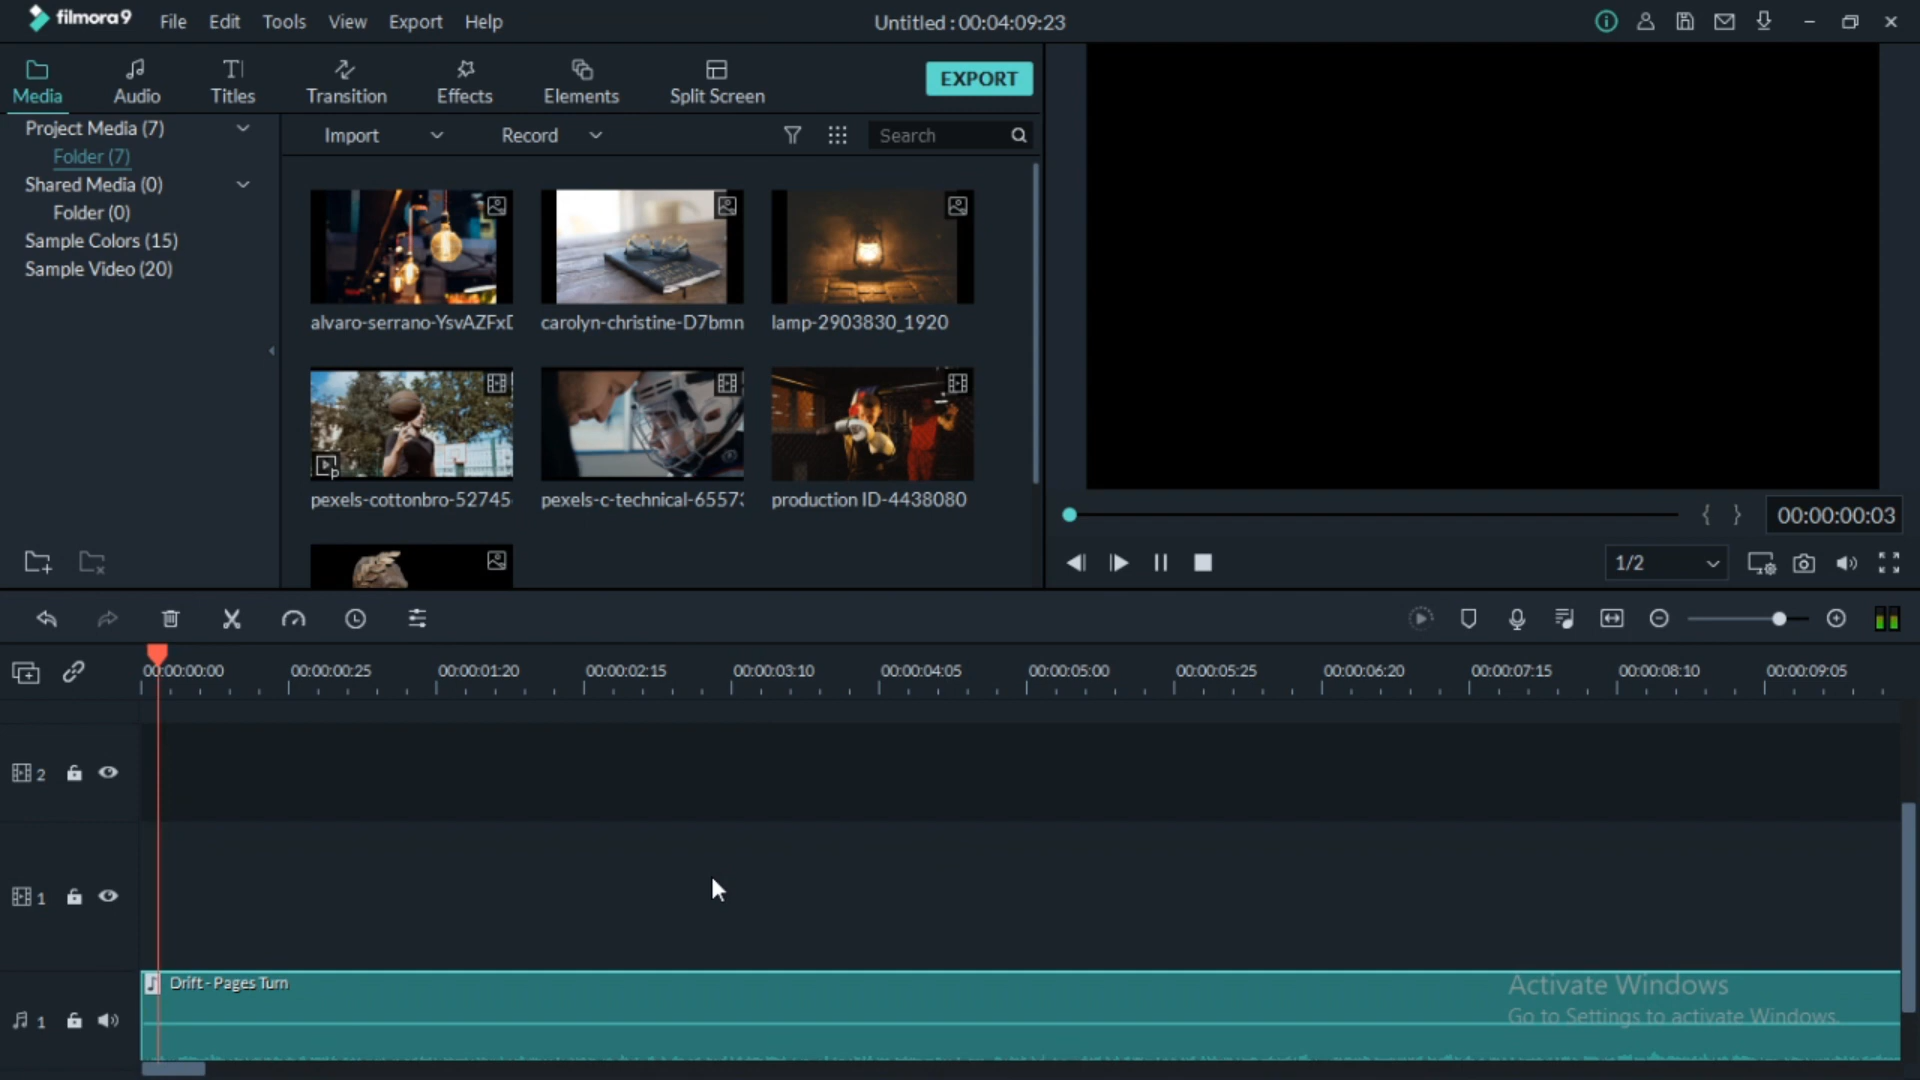 filmora9 File Edit Tools View Export Help Untitled : 00:04:09:23
Media Audio Titles Transition Effects Elements Split Screen EXPORT
Project Media (7)
Folder (7)
Shared Media (0)
Folder (0)
Sample Colors (15)
Sample Video (20)
Import Record Search
alvaro-serrano-YsvAZFxD carolyn-christine-D7bmn lamp-2903830_1920
pexels-cottonbro-52745 pexels-c-technical-6557 production ID-4438080
{ } 00:00:00:03
1/2
00:00:00:00 00:00:00:25 00:00:01:20 00:00:02:15 00:00:03:10 00:00:04:05 00:00:05:00 00:00:05:25 00:00:06:20 00:00:07:15 00:00:08:10 00:00:09:05
2
1
Drift - Pages Turn
1
Activate Windows
Go to Settings to activate Windows.